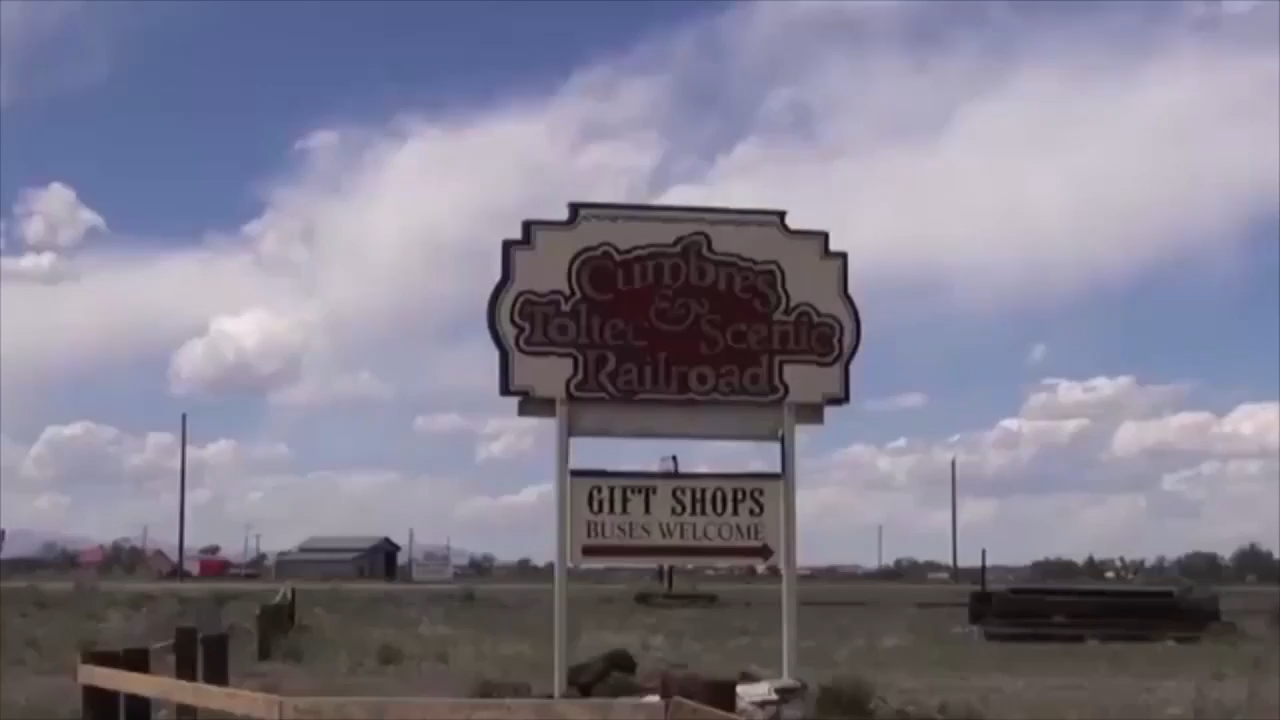 Cumbres
&
Toltec Scenic
Railroad
GIFT SHOPS
BUSES WELCOME